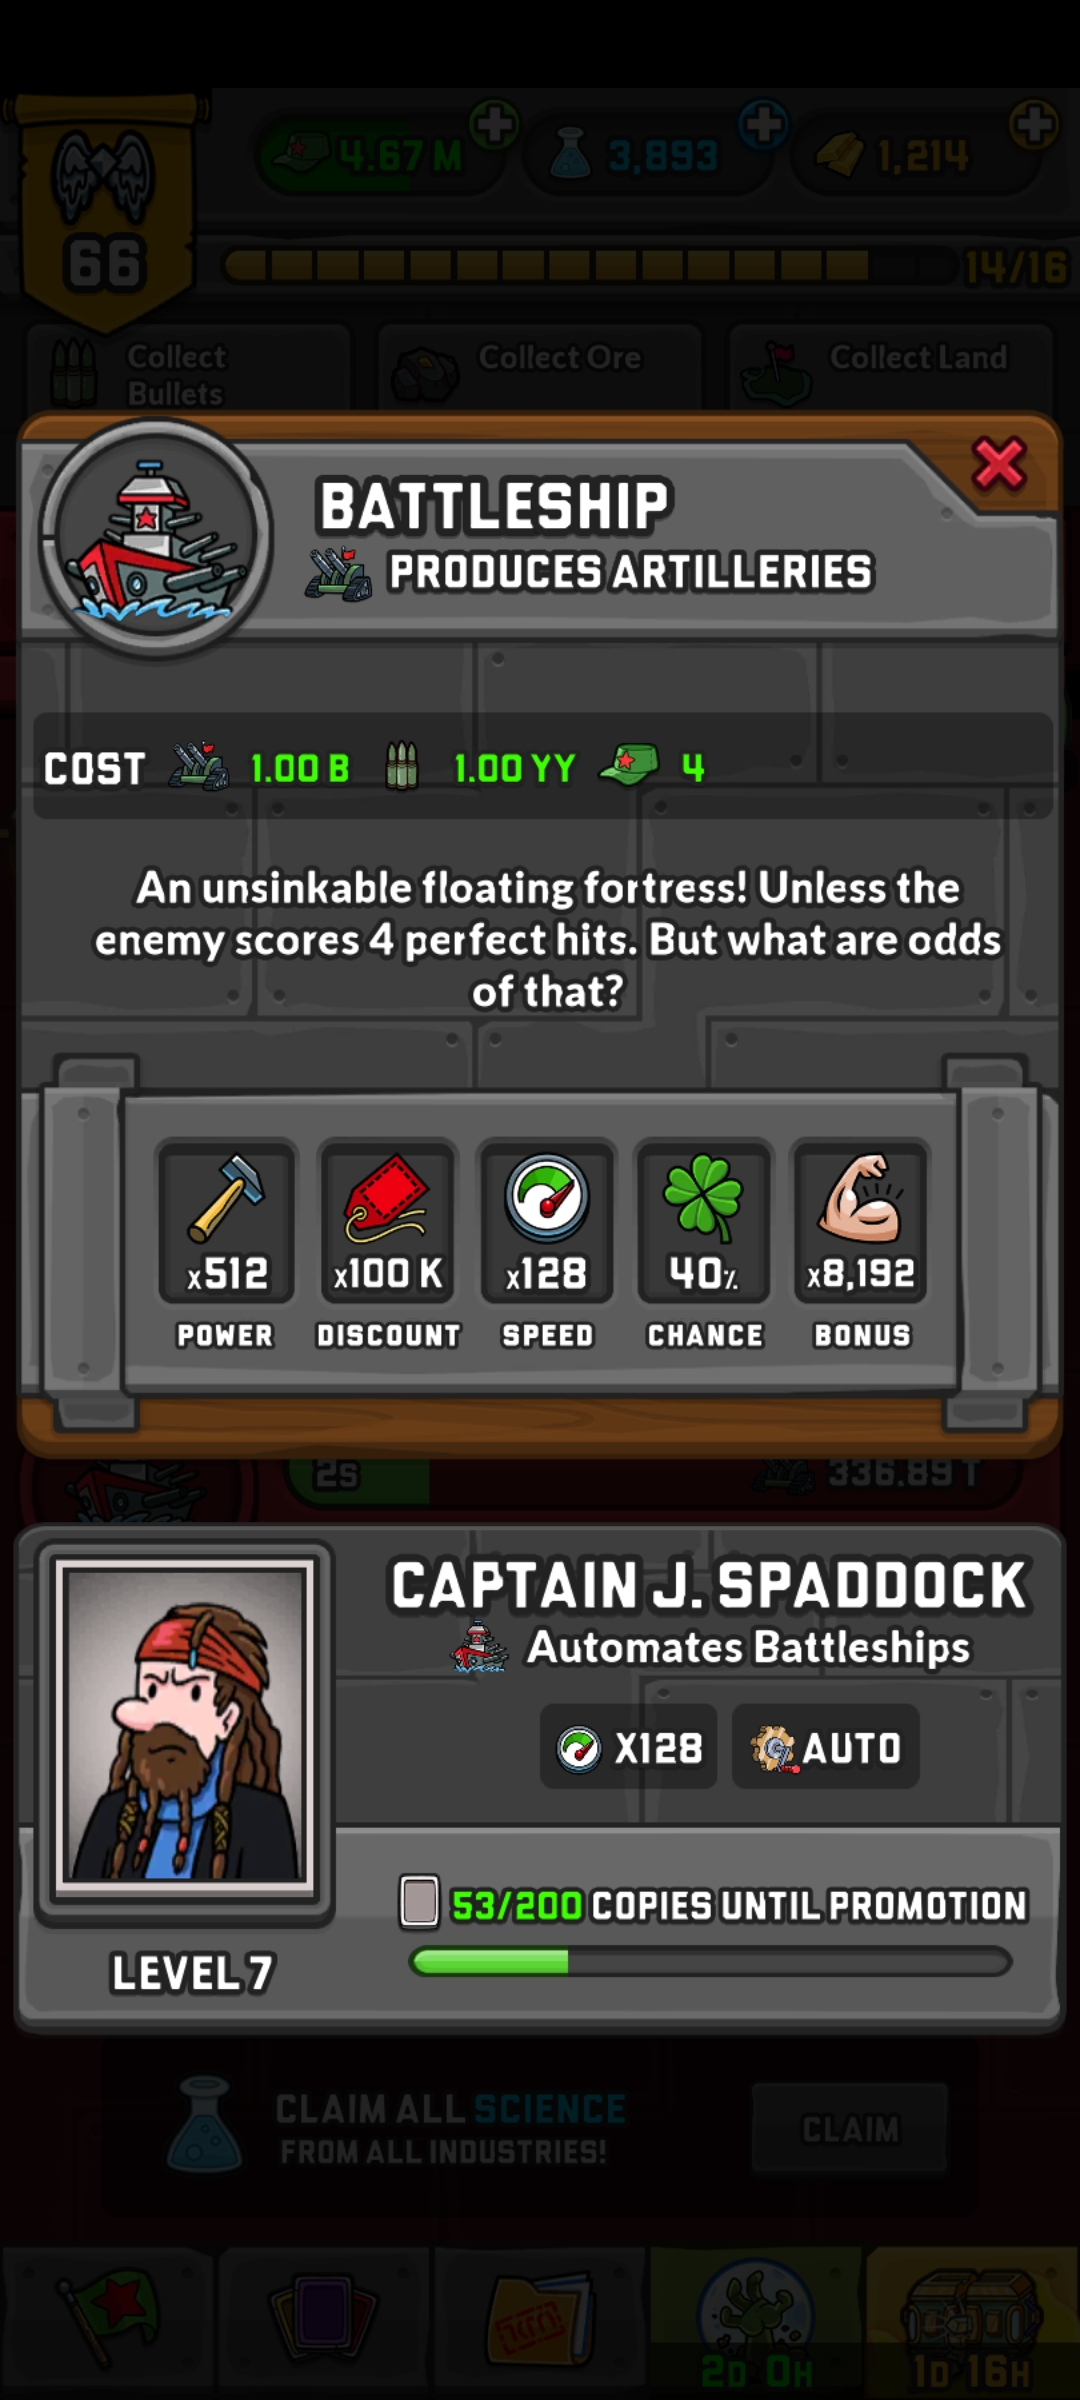 4.67 M
3,893
1,214
66
14/16
Collect
Bullets
Collect Ore
Collect Land
BATTLESHIP
PRODUCES ARTILLERIES
COST 1.00 B 1.00 YY 4
An unsinkable floating fortress! Unless the
enemy scores 4 perfect hits. But what are odds
of that?
x512
x100 K
x128
40%
x8,192
POWER
DISCOUNT
SPEED
CHANCE
BONUS
2S
336.89 T
CAPTAIN J. SPADDOCK
Automates Battleships
X128
AUTO
53/200 COPIES UNTIL PROMOTION
LEVEL 7
CLAIM ALL SCIENCE
FROM ALL INDUSTRIES!
CLAIM
2D 0H
1D 16H